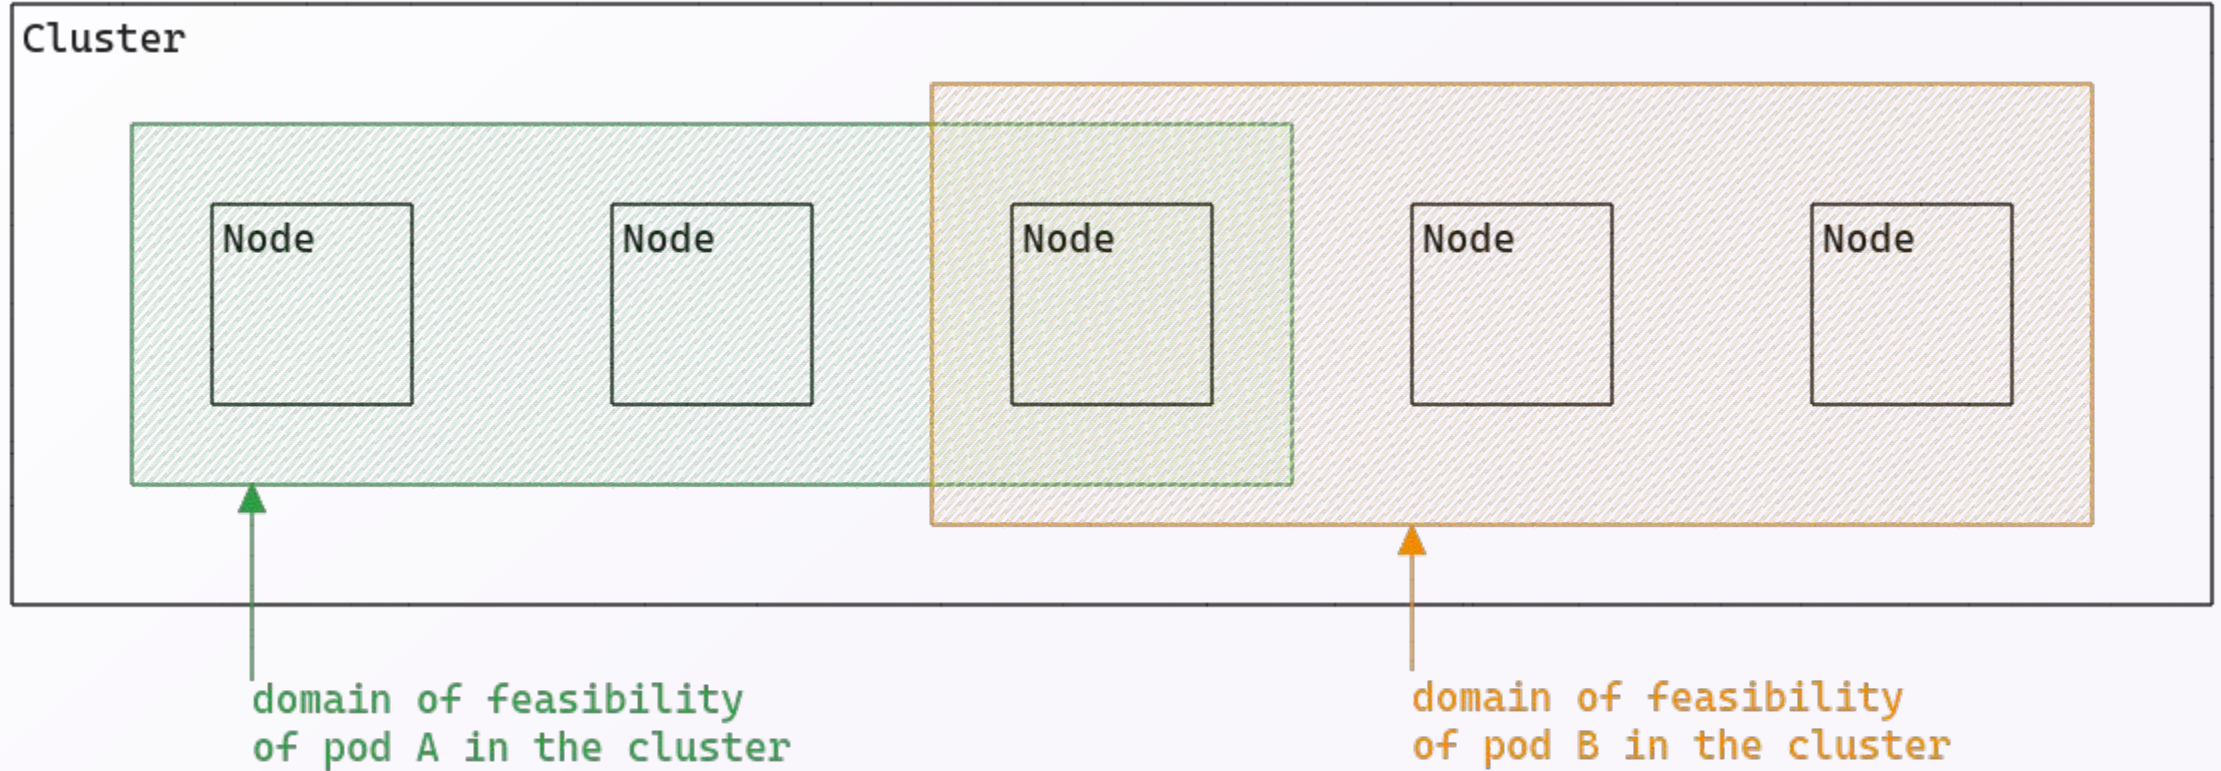 Cluster
Node
Node
Node
Node
Node
domain of feasibility
of pod A in the cluster
domain of feasibility
of pod B in the cluster